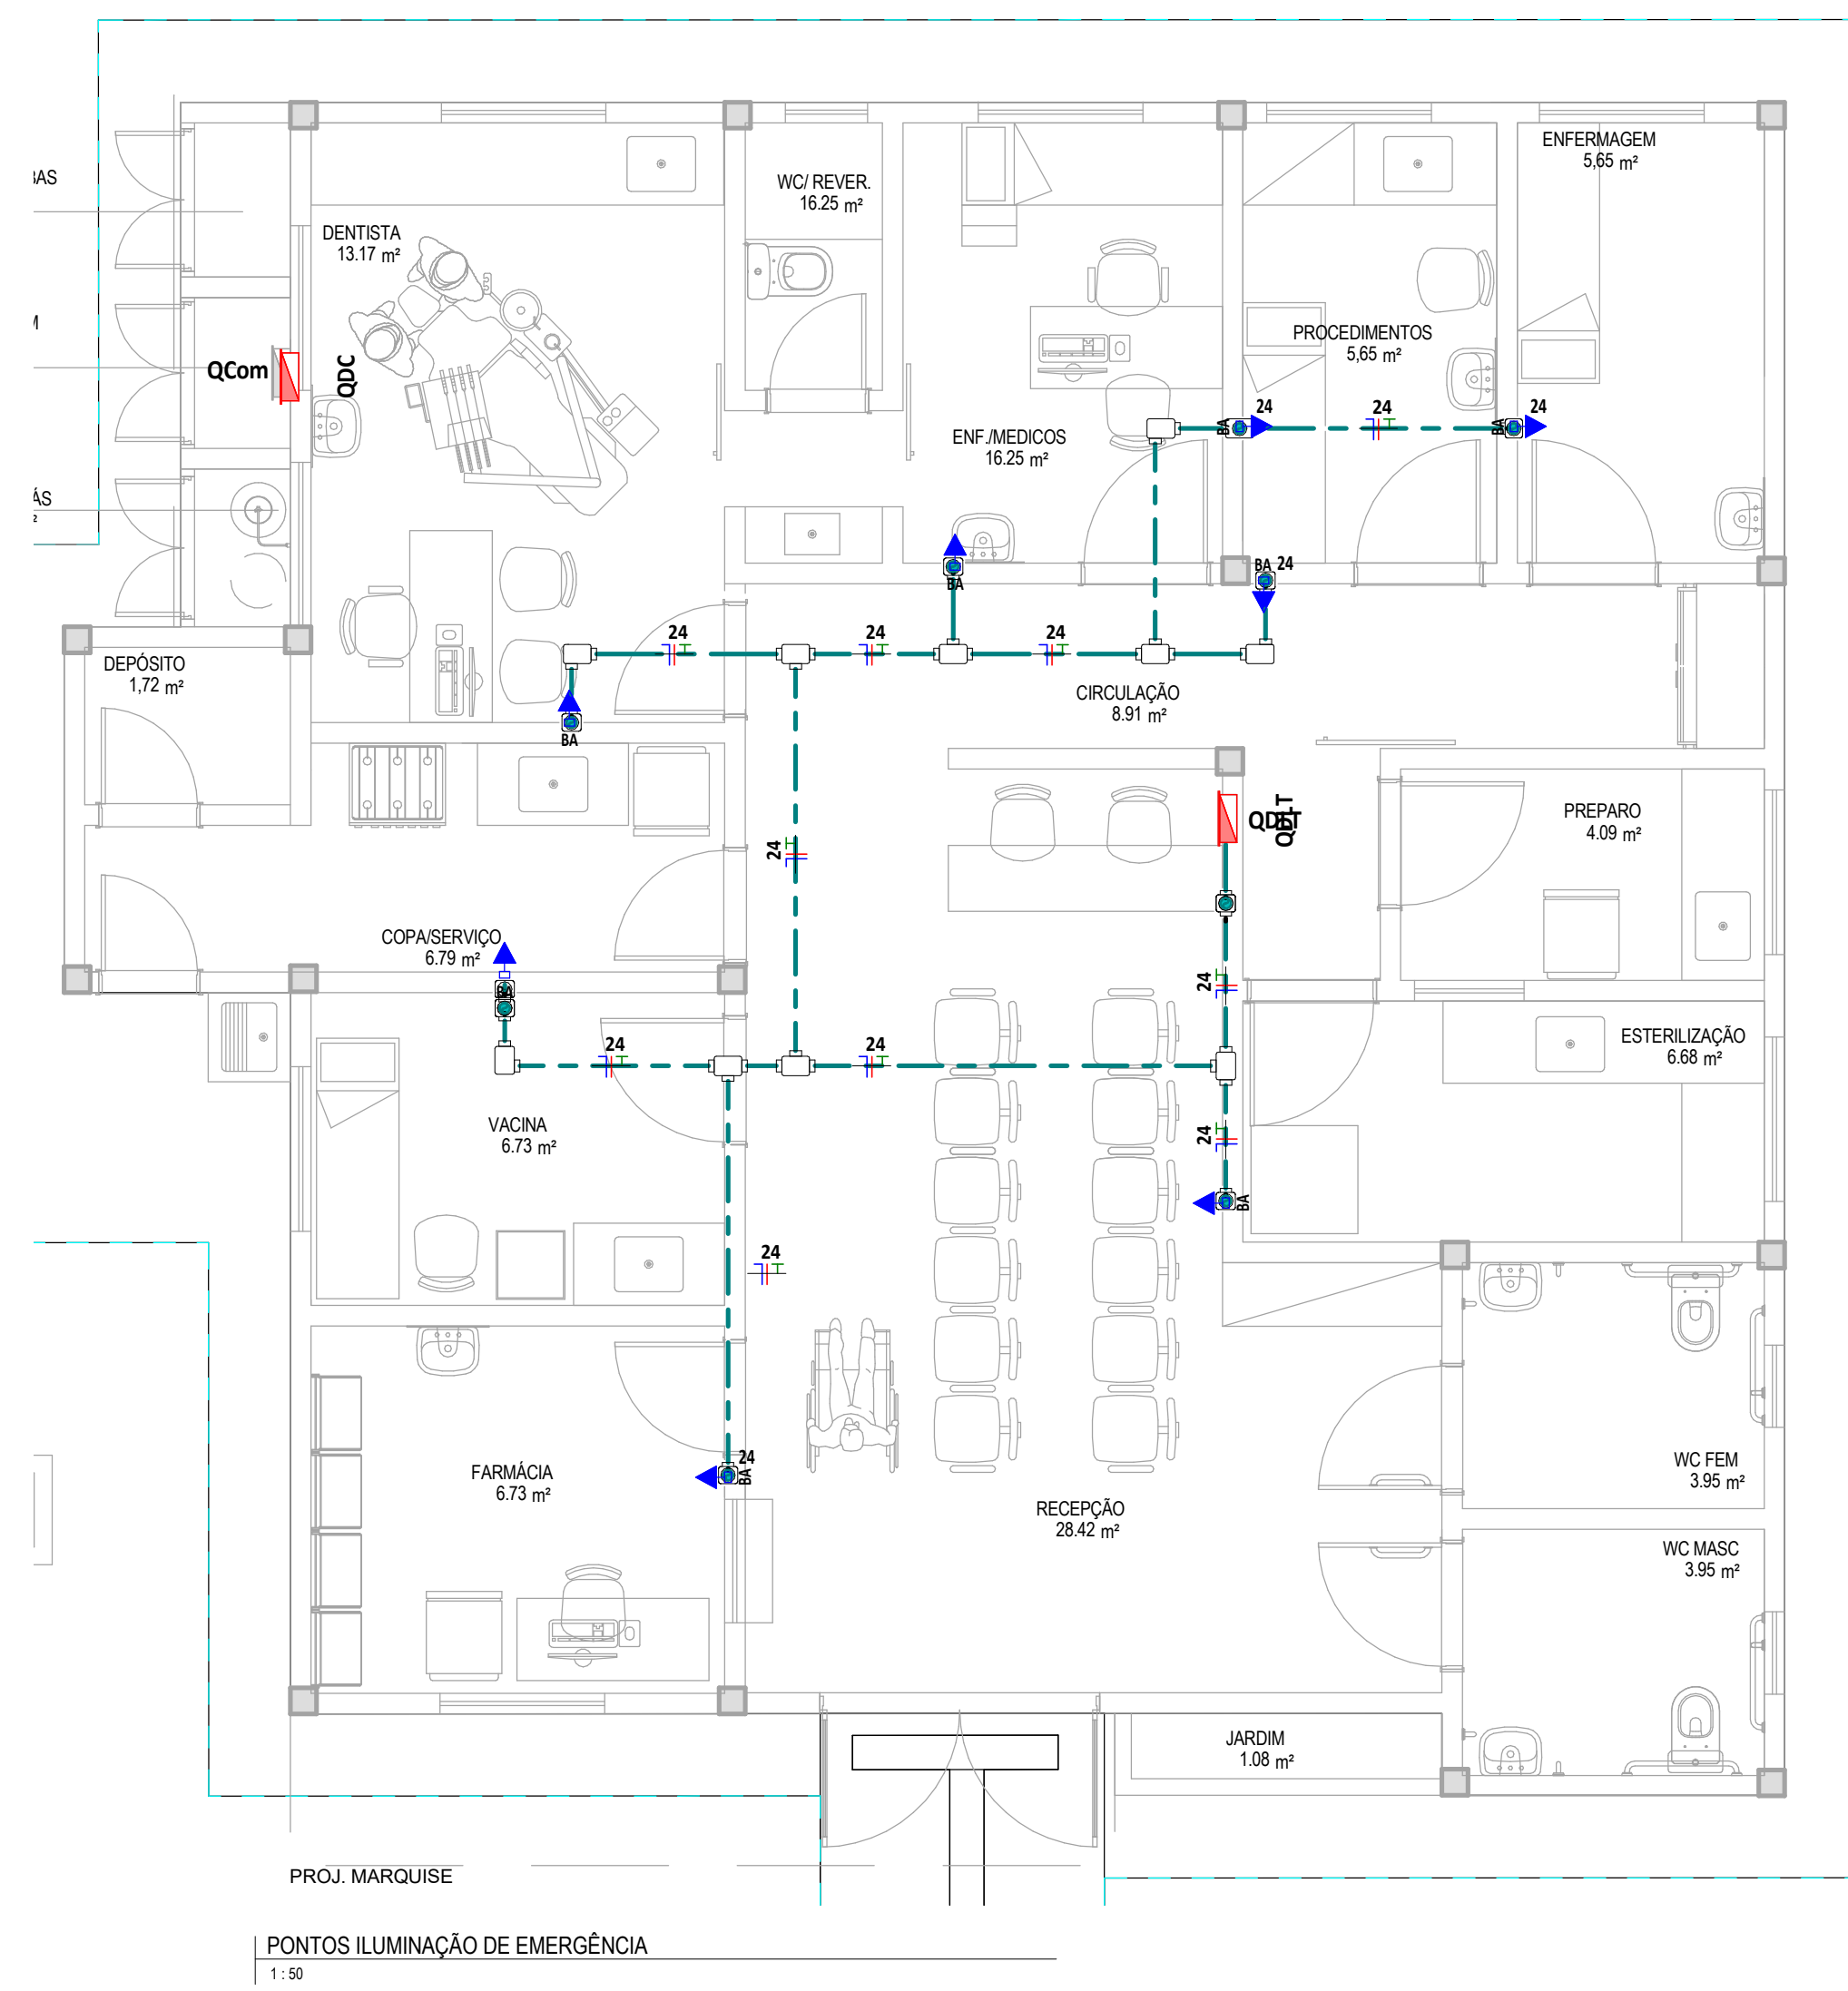 ENFERMAGEM
5,65 m²
BAS
WC/ REVER.
16.25 m²
DENTISTA
13.17 m²
PROCEDIMENTOS
5,65 m²
QCom
QDC
24
24
24
BA
BA
ENF./MEDICOS
16.25 m²
ÁS
BA
BA 24
24
24
24
DEPÓSITO
1,72 m²
CIRCULAÇÃO
8.91 m²
BA
QDLT
QDLT
PREPARO
4.09 m²
24
COPA/SERVIÇO
6.79 m²
BA
24
24
24
ESTERILIZAÇÃO
6.68 m²
VACINA
6.73 m²
24
BA
24
24
BA
FARMÁCIA
6.73 m²
WC FEM
3.95 m²
RECEPÇÃO
28.42 m²
WC MASC
3.95 m²
JARDIM
1.08 m²
PROJ. MARQUISE
PONTOS ILUMINAÇÃO DE EMERGÊNCIA
1 : 50